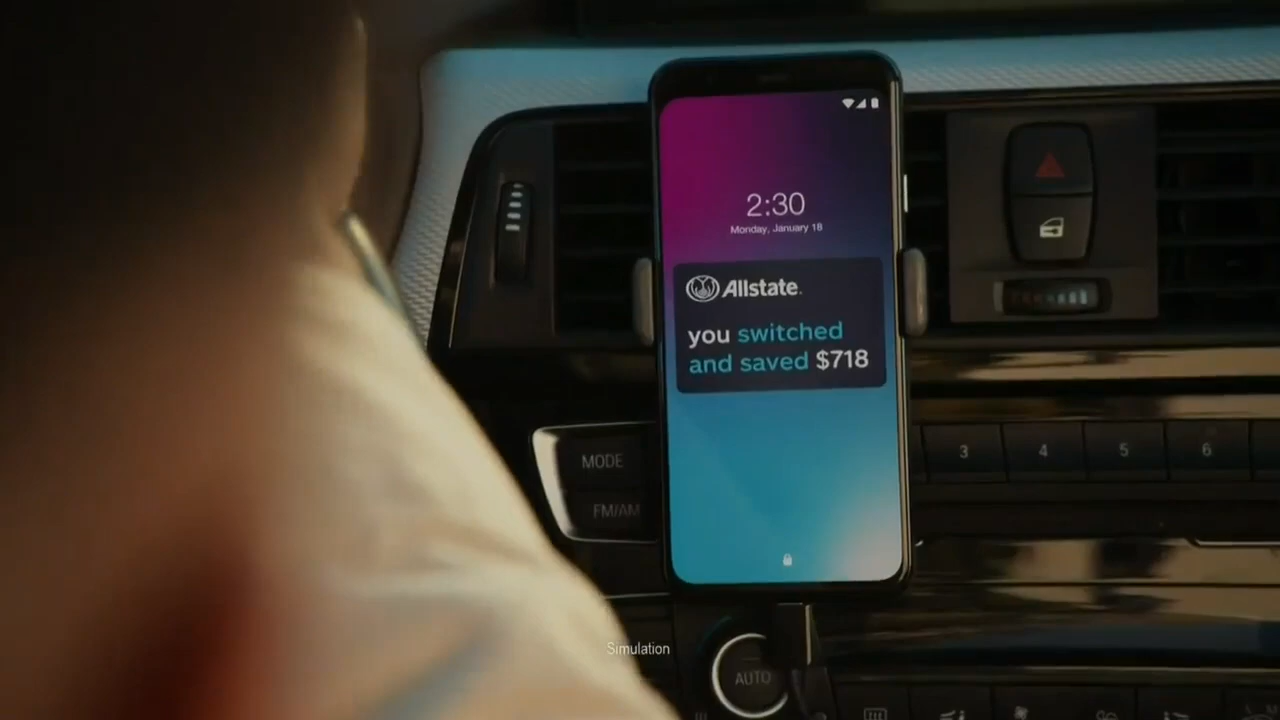 2:30
Monday, January 18
Allstate.
you switched
and saved $718
MODE
FM/AM
3
4
5
6
Simulation
AUTO